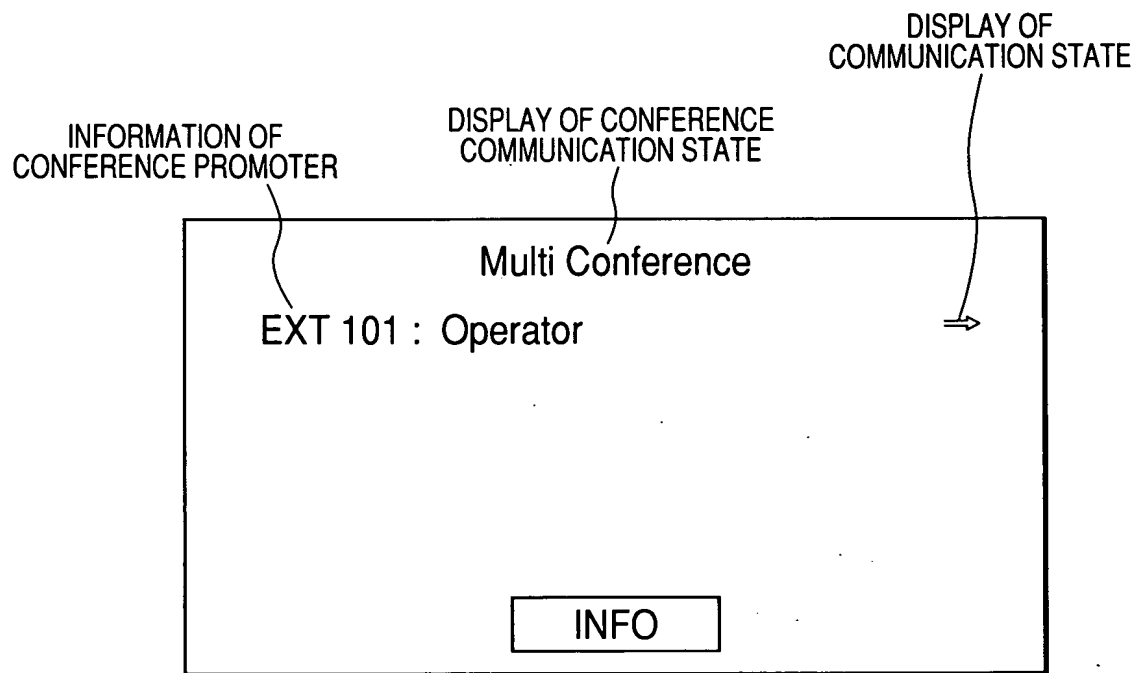 DISPLAY OF
COMMUNICATION STATE
DISPLAY OF CONFERENCE
COMMUNICATION STATE
INFORMATION OF
CONFERENCE PROMOTER
Multi Conference
EXT 101 : Operator ⇒
INFO